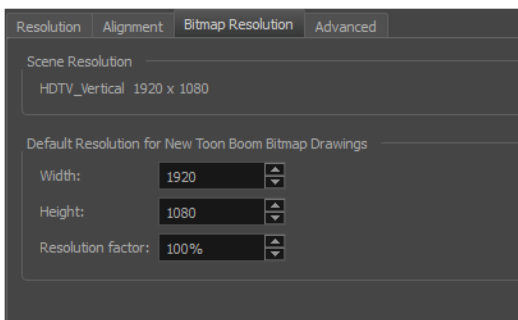 Resolution Alignment Bitmap Resolution Advanced
Scene Resolution
HDTV_Vertical 1920 x 1080
Default Resolution for New Toon Boom Bitmap Drawings
Width: 1920
Height: 1080
Resolution factor: 100%